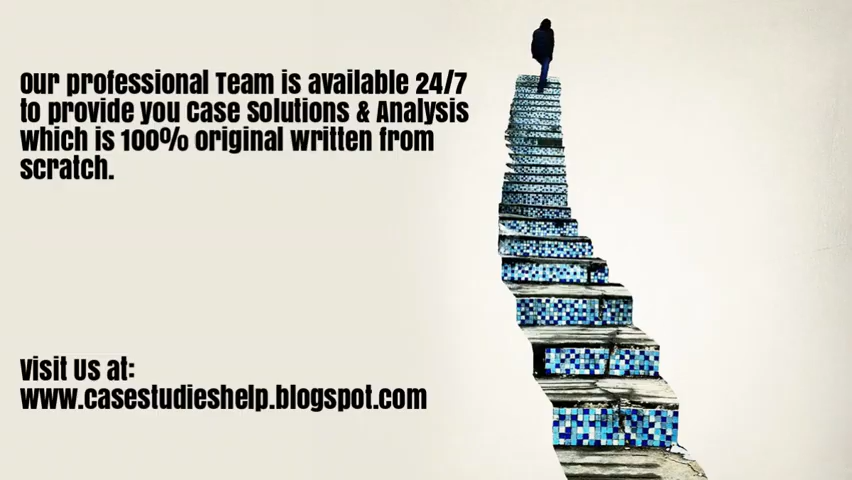 Our professional Team is available 24/7
to provide you Case Solutions & Analysis
which is 100% original written from
scratch.
Visit Us at:
www.casestudieshelp.blogspot.com